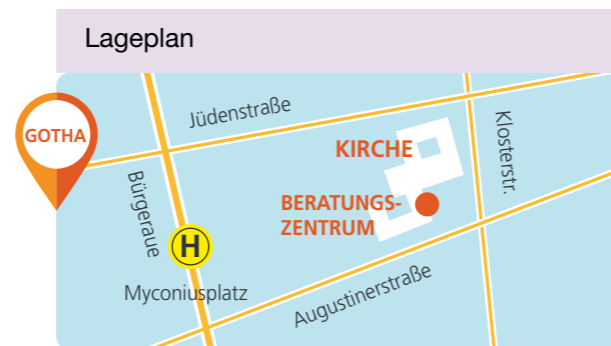 Lageplan
Jüdenstraße
GOTHA
KIRCHE
Klosterstr.
Bürgeraue
BERATUNGS-
ZENTRUM
H
Myconiusplatz
Augustinerstraße